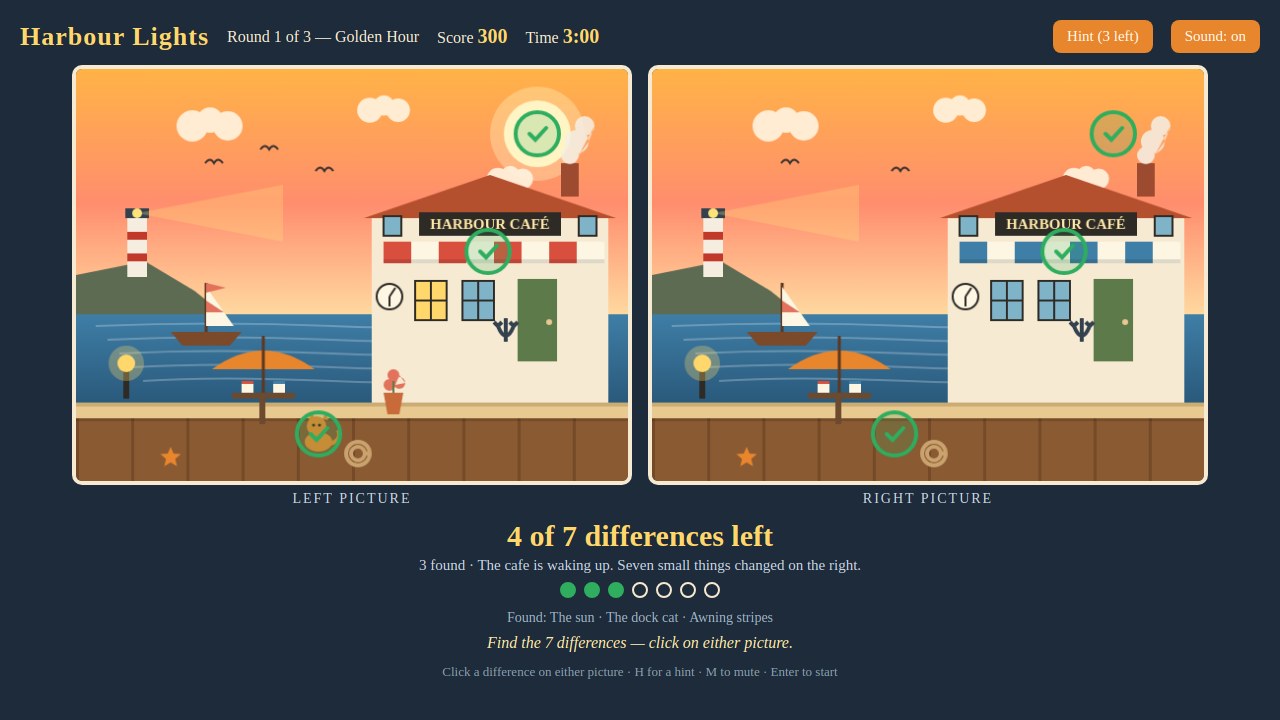 Harbour Lights
Round 1 of 3 — Golden Hour
Score 300
Time 3:00
Hint (3 left)
Sound: on
HARBOUR CAFÉ
HARBOUR CAFÉ
LEFT PICTURE
RIGHT PICTURE
4 of 7 differences left
3 found · The cafe is waking up. Seven small things changed on the right.
Found: The sun · The dock cat · Awning stripes
Find the 7 differences — click on either picture.
Click a difference on either picture · H for a hint · M to mute · Enter to start